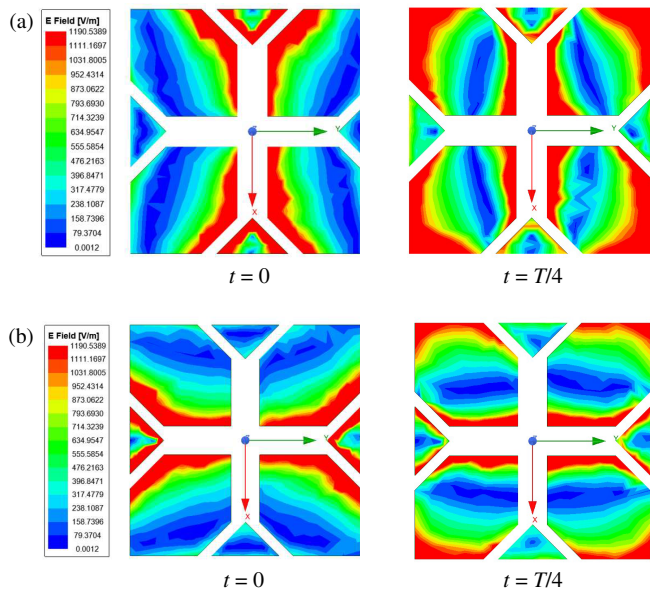 (a)
E Field [V/m]
1190.5389
1111.1697
1031.8005
952.4314
873.0622
793.6930
714.3239
634.9547
555.5854
476.2163
396.8471
317.4779
238.1087
158.7396
79.3704
0.0012
Y
X
Y
X
t = 0
t = T/4
(b)
E Field [V/m]
1190.5389
1111.1697
1031.8005
952.4314
873.0622
793.6930
714.3239
634.9547
555.5854
476.2163
396.8471
317.4779
238.1087
158.7396
79.3704
0.0012
Y
X
Y
X
t = 0
t = T/4